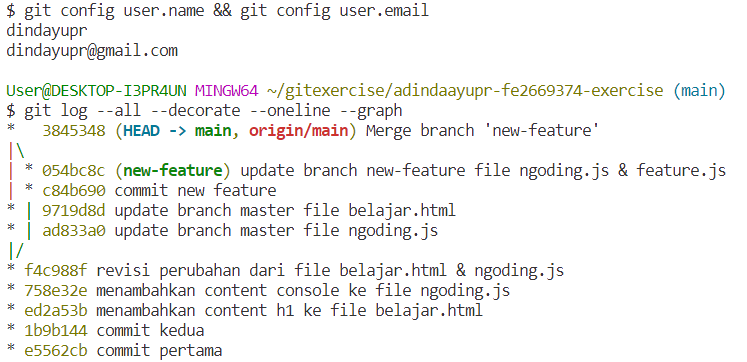 $ git config user.name && git config user.email
dindayupr
dindayupr@gmail.com

User@DESKTOP-I3PR4UN MINGW64 ~/gitexercise/adindaayupr-fe2669374-exercise (main)
$ git log --all --decorate --oneline --graph
*   3845348 (HEAD -> main, origin/main) Merge branch 'new-feature'
|\
| * 054bc8c (new-feature) update branch new-feature file ngoding.js & feature.js
| * c84b690 commit new feature
* | 9719d8d update branch master file belajar.html
* | ad833a0 update branch master file ngoding.js
|/
* f4c988f revisi perubahan dari file belajar.html & ngoding.js
* 758e32e menambahkan content console ke file ngoding.js
* ed2a53b menambahkan content h1 ke file belajar.html
* 1b9b144 commit kedua
* e5562cb commit pertama